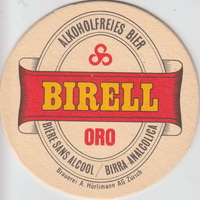 ALKOHOLFREIES BIER
BIRELL
ORO
BIERE SANS ALCOOL / BIRRA ANALCOLICA
Brauerei A. Hürlimann AG Zürich